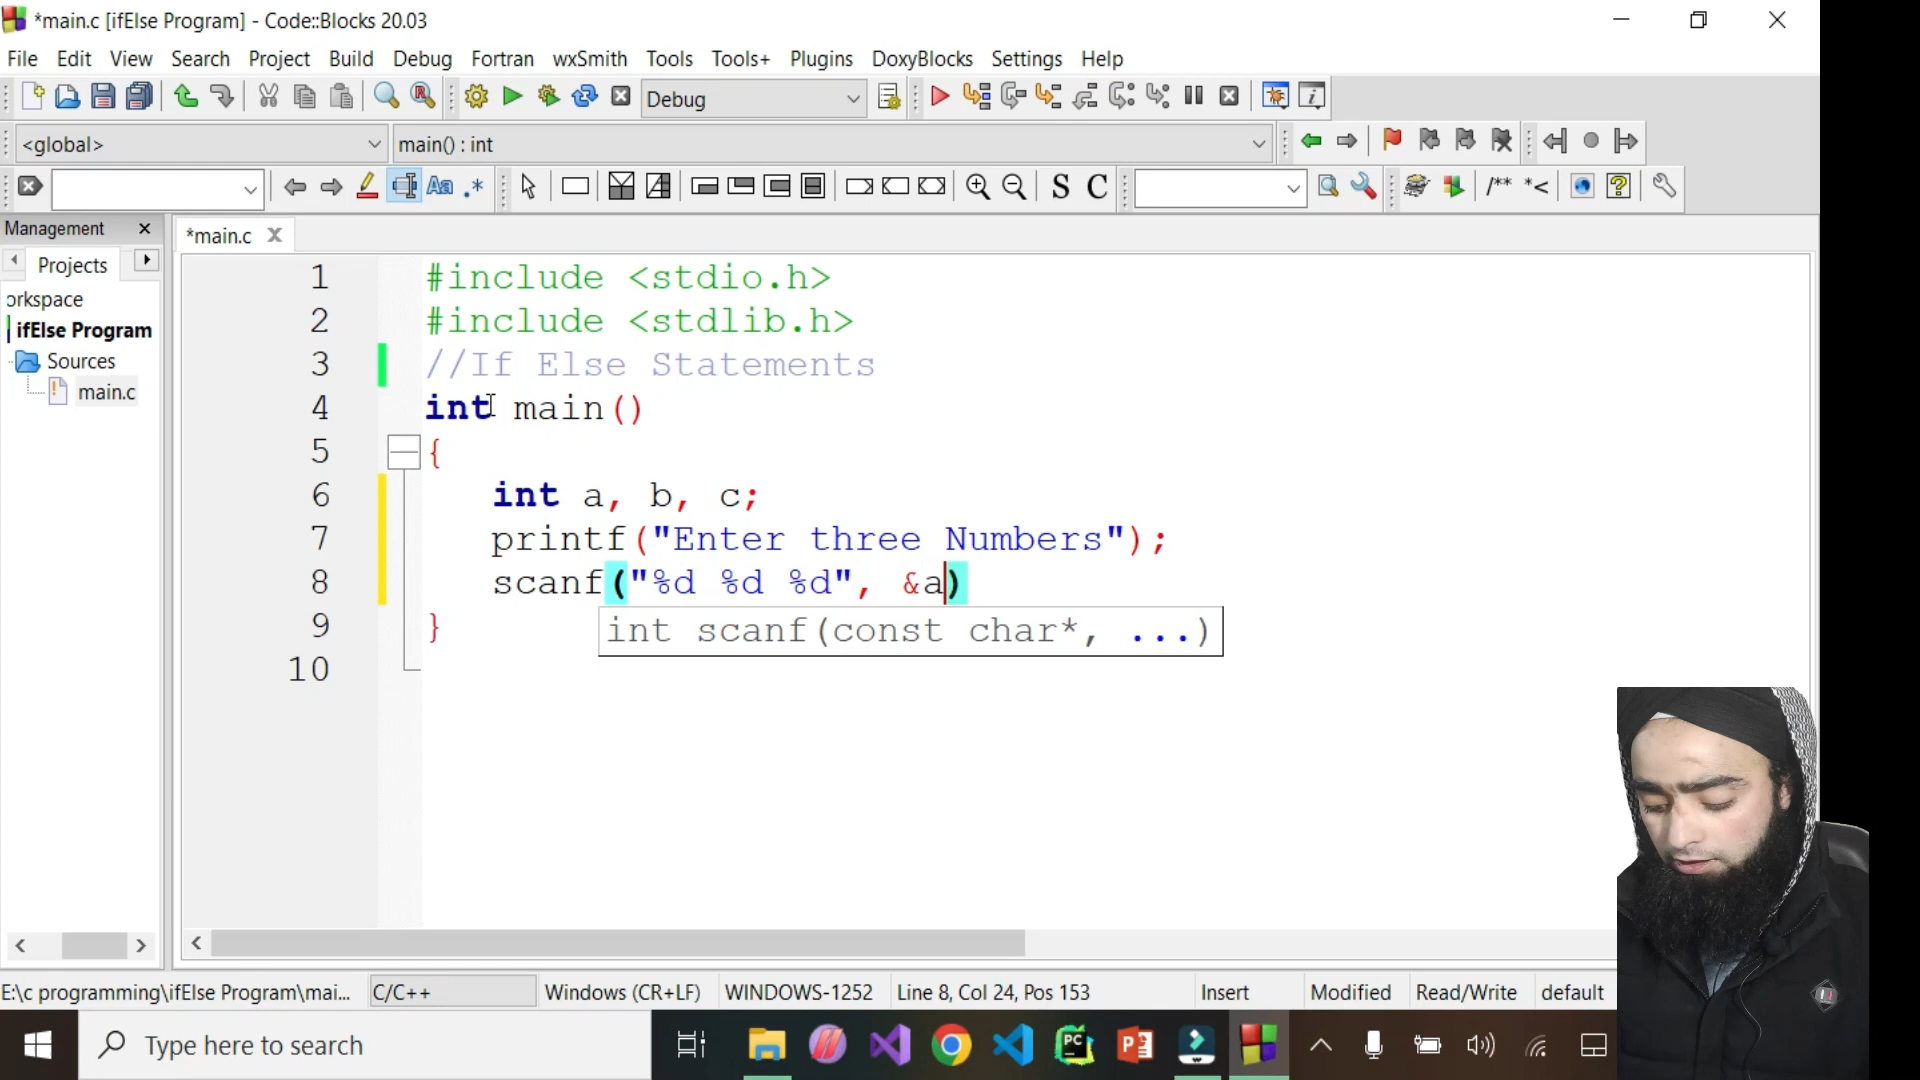 *main.c [ifElse Program] - Code::Blocks 20.03
File Edit View Search Project Build Debug Fortran wxSmith Tools Tools+ Plugins DoxyBlocks Settings Help
Debug
<global> main() : int
Aa .* S C /** *<
Management
*main.c
Projects
orkspace
ifElse Program
Sources
main.c
1 #include <stdio.h>
2 #include <stdlib.h>
3 //If Else Statements
4 int main()
5 {
6 int a, b, c;
7 printf("Enter three Numbers");
8 scanf("%d %d %d", &a)
int scanf(const char*, ...)
9 }
10
E:\c programming\ifElse Program\mai... C/C++ Windows (CR+LF) WINDOWS-1252 Line 8, Col 24, Pos 153 Insert Modified Read/Write default
Type here to search